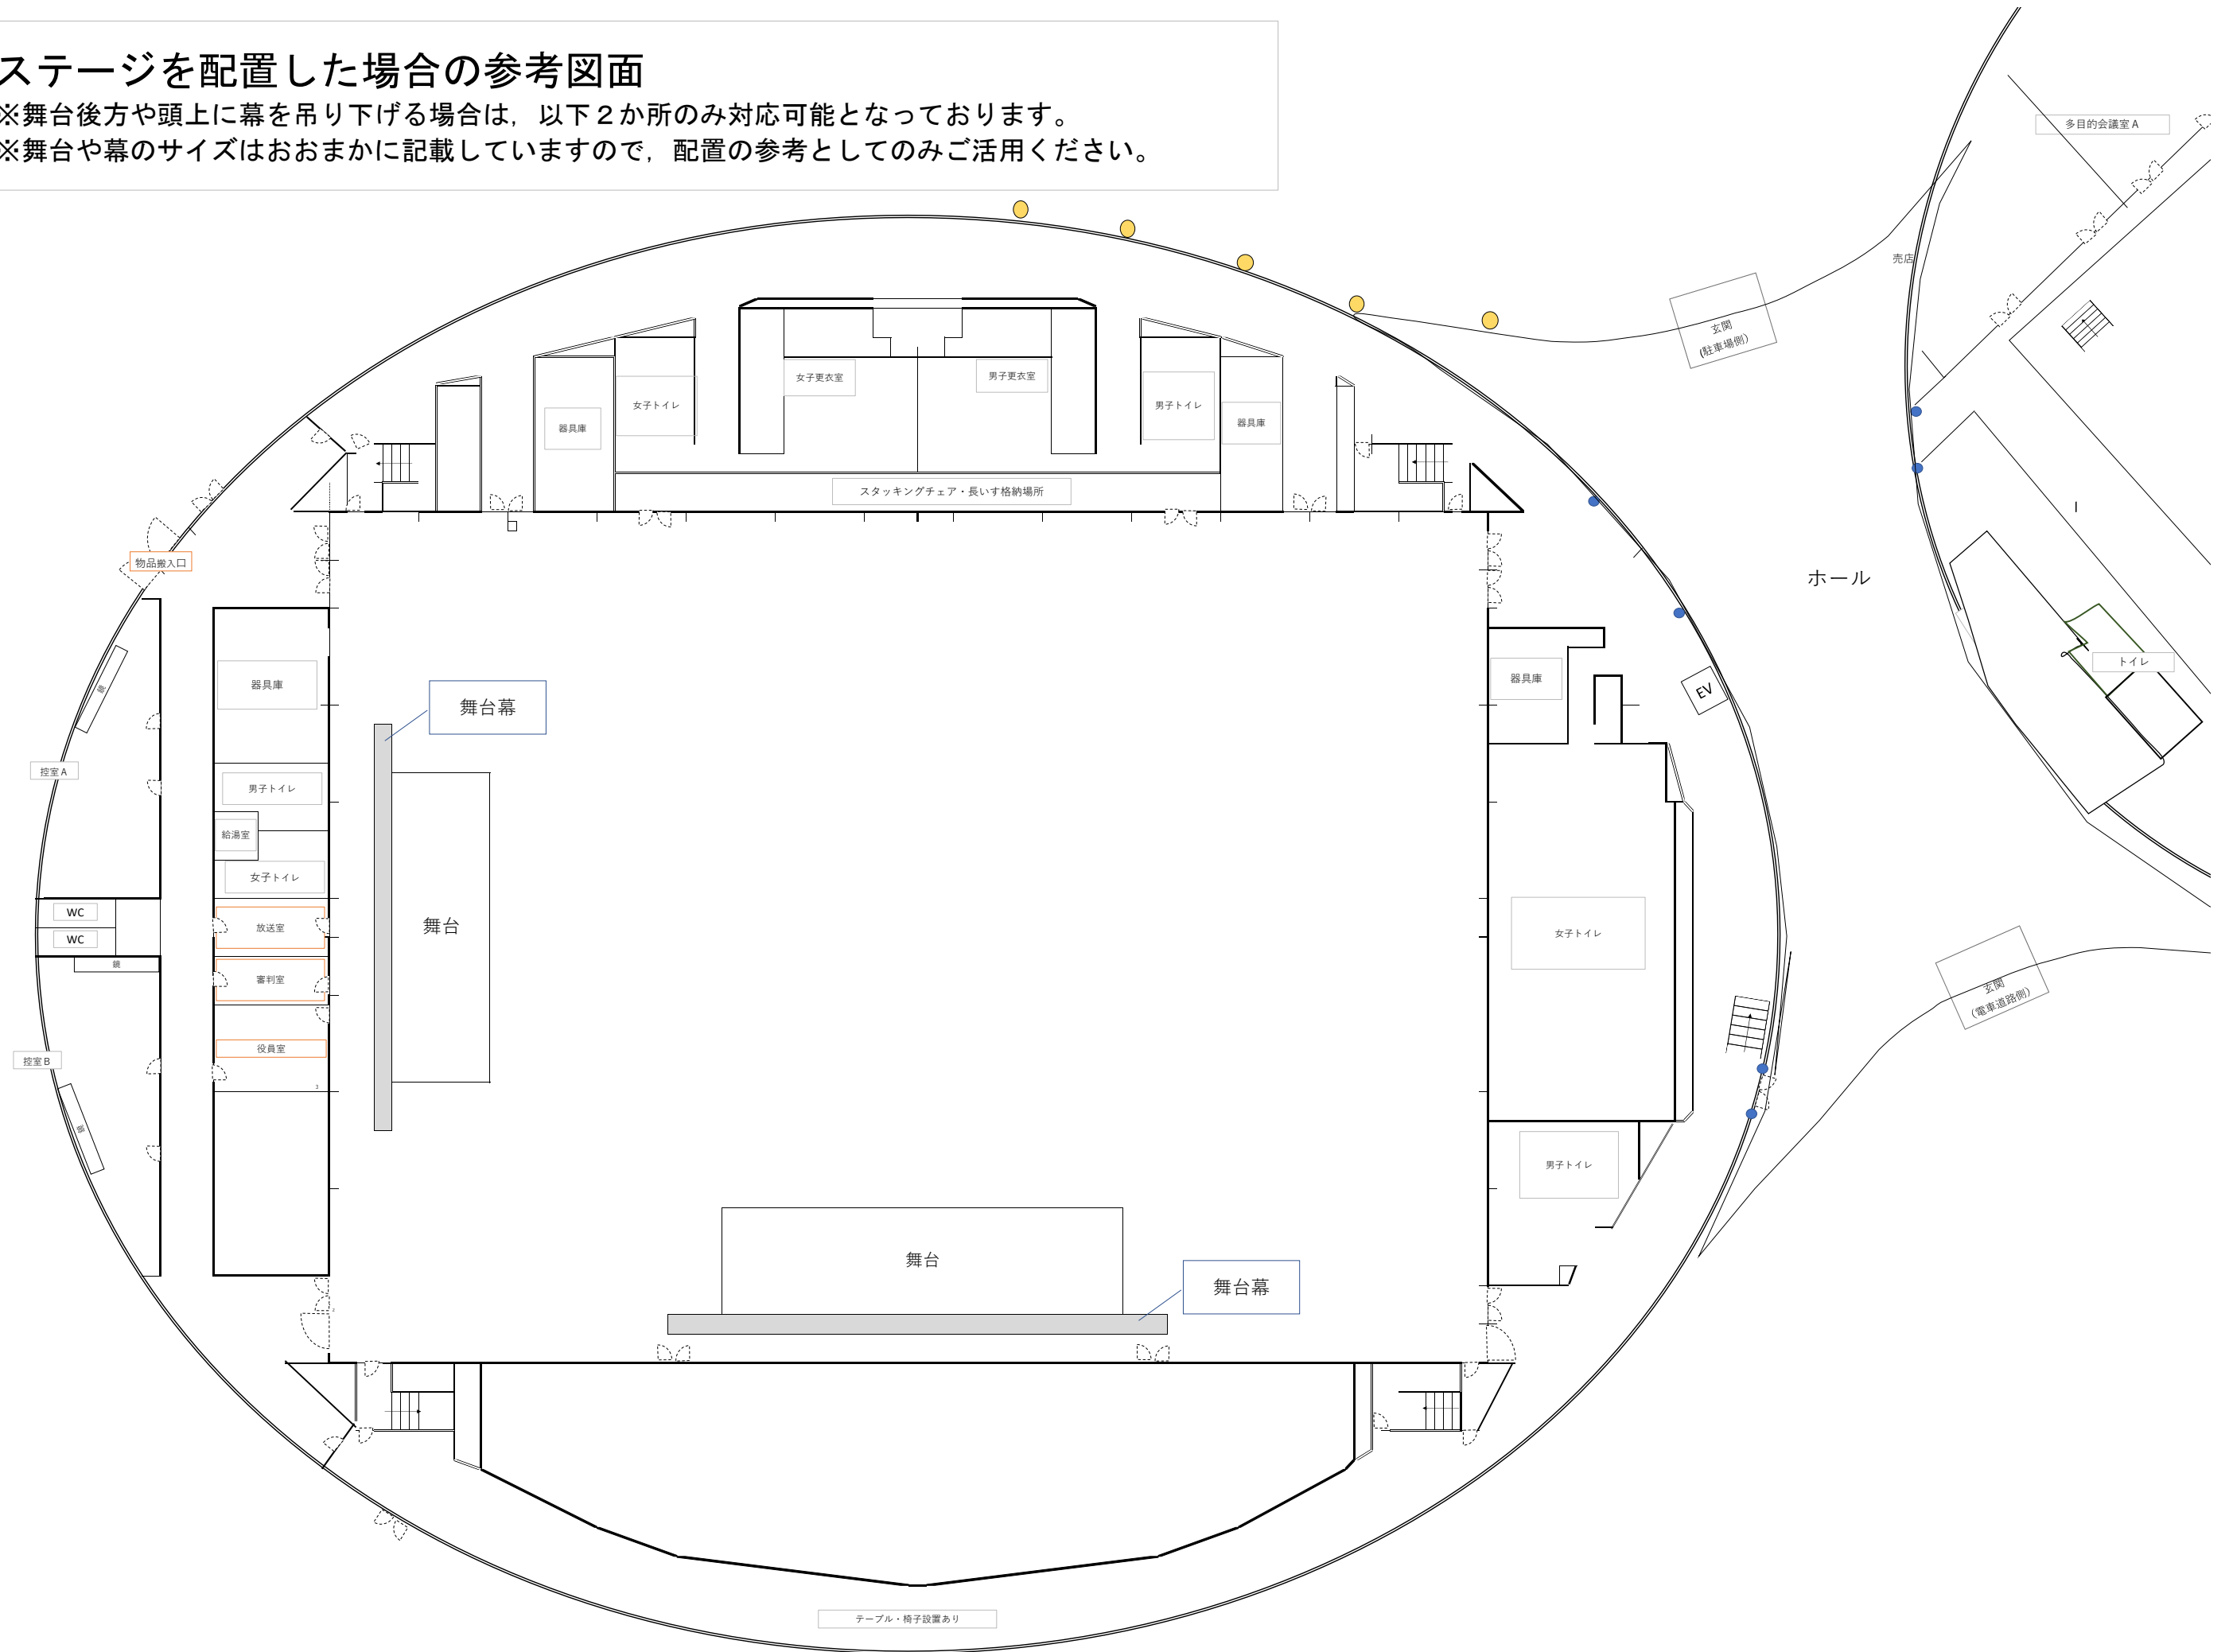 ステージを配置した場合の参考図面
※舞台後方や頭上に幕を吊り下げる場合は，以下２か所のみ対応可能となっております。
※舞台や幕のサイズはおおまかに記載していますので，配置の参考としてのみご活用ください。
多目的会議室Ａ
売店
玄関
(駐車場側)
女子更衣室
男子更衣室
女子トイレ
男子トイレ
器具庫
器具庫
スタッキングチェア・長いす格納場所
物品搬入口
ホール
トイレ
器具庫
器具庫
EV
鏡
舞台幕
控室Ａ
男子トイレ
給湯室
女子トイレ
WC
放送室
舞台
女子トイレ
WC
鏡
審判室
玄関
(電車道路側)
役員室
控室Ｂ
3
鏡
男子トイレ
舞台
舞台幕
2
テーブル・椅子設置あり